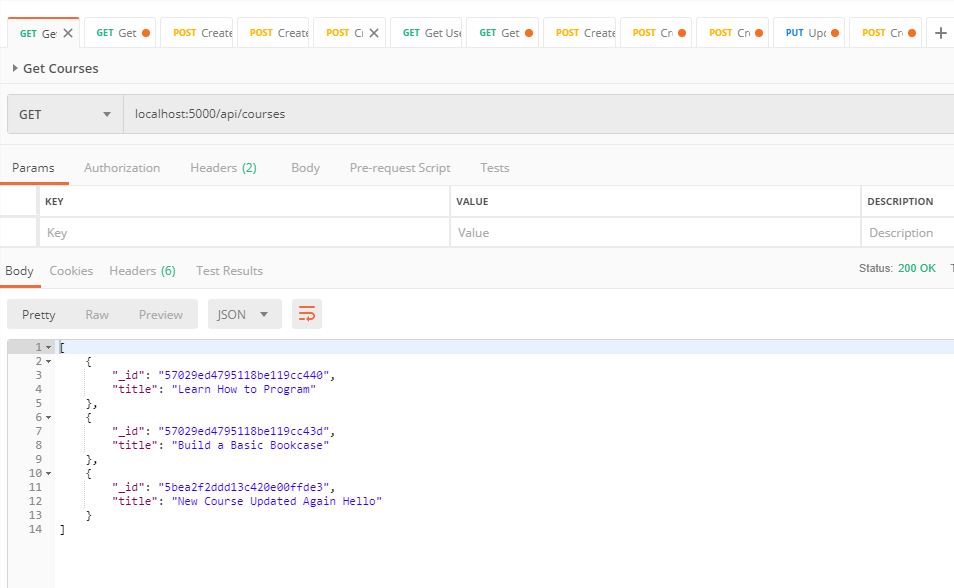 GET Ge GET Get POST Create POST Create POST Cr GET Get Use GET Get POST Create POST Cr POST Cr PUT Upd POST Cr +
Get Courses
GET localhost:5000/api/courses
Params Authorization Headers (2) Body Pre-request Script Tests
KEY VALUE DESCRIPTION
Key Value Description
Body Cookies Headers (6) Test Results Status: 200 OK
Pretty Raw Preview JSON
1 [
2 {
3 "_id": "57029ed4795118be119cc440",
4 "title": "Learn How to Program"
5 },
6 {
7 "_id": "57029ed4795118be119cc43d",
8 "title": "Build a Basic Bookcase"
9 },
10 {
11 "_id": "5bea2f2ddd13c420e00ffde3",
12 "title": "New Course Updated Again Hello"
13 }
14 ]